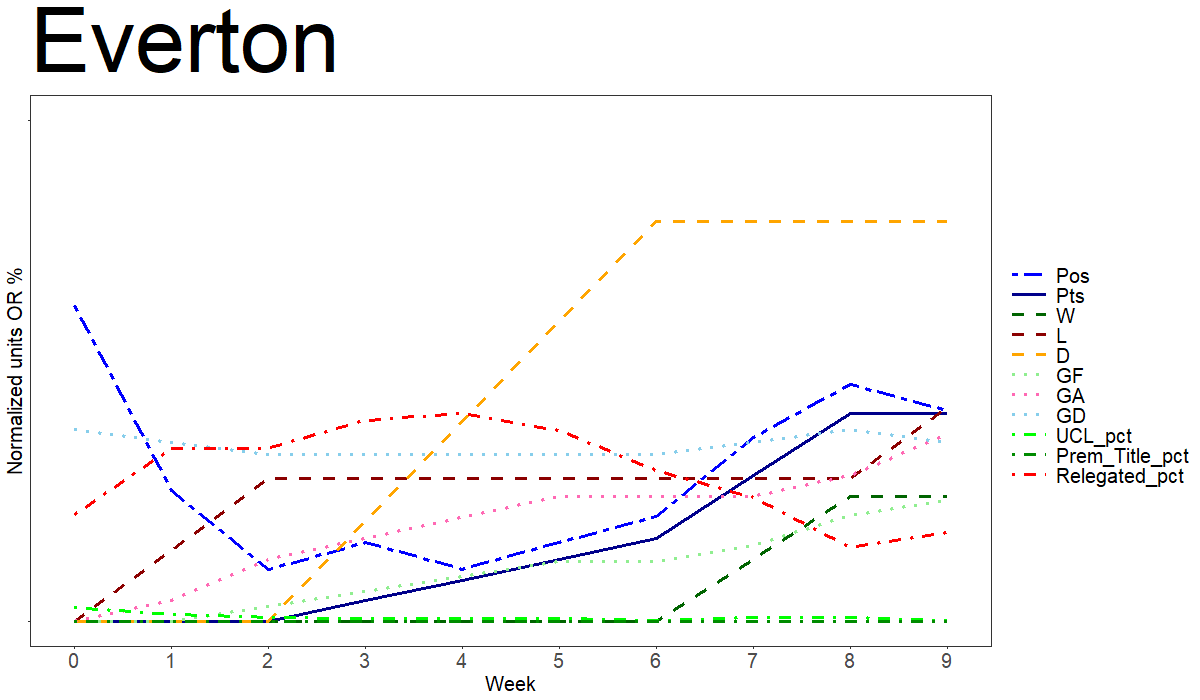 Everton
Normalized units OR %
0 1 2 3 4 5 6 7 8 9
Week
Pos
Pts
W
L
D
GF
GA
GD
UCL_pct
Prem_Title_pct
Relegated_pct